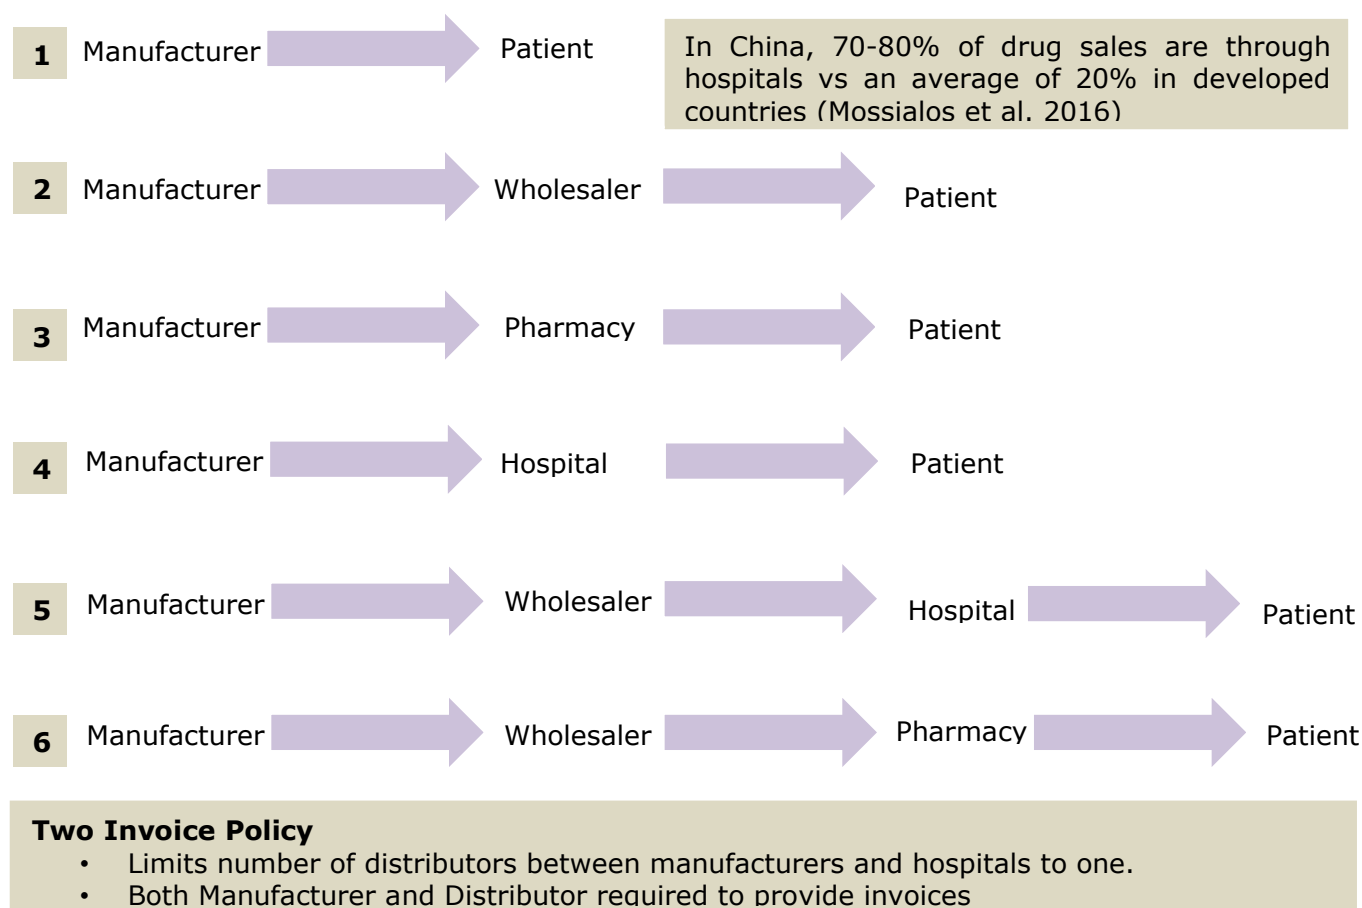 1 Manufacturer Patient
In China, 70-80% of drug sales are through
hospitals vs an average of 20% in developed
countries (Mossialos et al. 2016)
2 Manufacturer Wholesaler Patient
3 Manufacturer Pharmacy Patient
4 Manufacturer Hospital Patient
5 Manufacturer Wholesaler Hospital Patient
6 Manufacturer Wholesaler Pharmacy Patient
Two Invoice Policy
• Limits number of distributors between manufacturers and hospitals to one.
• Both Manufacturer and Distributor required to provide invoices